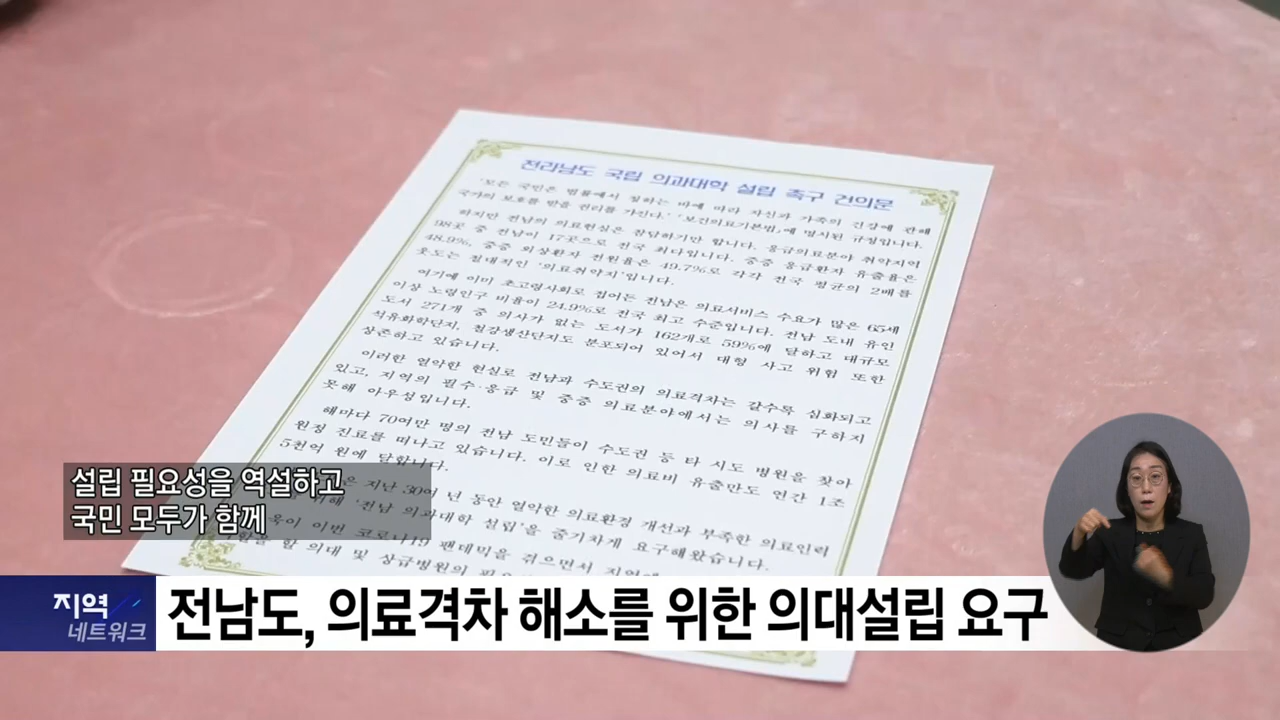 전라남도 국립 의과대학 설립 촉구 건의문
'모든 국민은 법률에서 정하는 바에 따라 자신과 가족의 건강에 관해
국가의 보호를 받을 권리를 가진다.' 「보건의료기본법」에 명시된 규정입니다.
하지만 전남의 의료현실은 참담하기만 합니다. 응급의료분야 취약지역
98곳 중 전남이 17곳으로 전국 최다입니다. 중증 응급환자 유출율은
48.9%, 중증 외상환자 전원율은 49.7%로 각각 전국 평균의 2배를
웃도는 절대적인 '의료취약지'입니다.
여기에 이미 초고령사회로 접어든 전남은 의료서비스 수요가 많은 65세
이상 노령인구 비율이 24.9%로 전국 최고 수준입니다. 전남 도내 유인
도서 271개 중 의사가 없는 도서가 162개로 59%에 달하고 대규모
석유화학단지, 철강생산단지도 분포되어 있어서 대형 사고 위험 또한
상존하고 있습니다.
이러한 열악한 현실로 전남과 수도권의 의료격차는 갈수록 심화되고
있고, 지역의 필수·응급 및 중증 의료분야에서는 의사를 구하지
못해 아우성입니다.
해마다 70여만 명의 전남 도민들이 수도권 등 타 시도 병원을 찾아
원정 진료를 떠나고 있습니다. 이로 인한 의료비 유출만도 연간 1조
5천억 원에 달합니다.
은 지난 30여 년 동안 열악한 의료환경 개선과 부족한 의료인력
위해 '전남 의과대학 설립'을 줄기차게 요구해왔습니다.
이 이번 코로나19 팬데믹을 겪으면서
할 의대 및 상급병원의
설립 필요성을 역설하고
국민 모두가 함께
지역
네트워크
전남도, 의료격차 해소를 위한 의대설립 요구